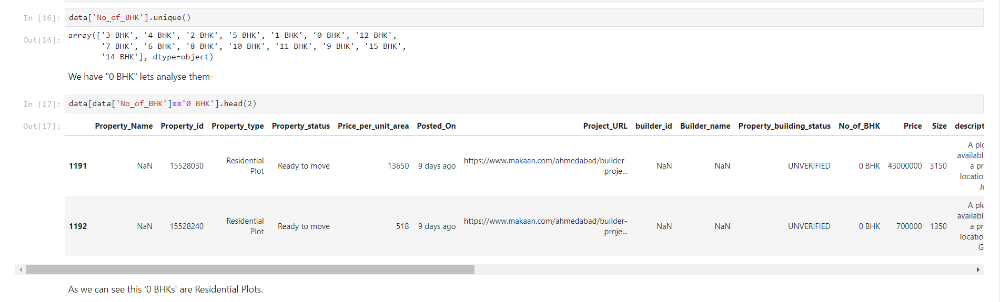 In [16]: data['No_of_BHK'].unique()
Out[16]: array(['3 BHK', '4 BHK', '2 BHK', '5 BHK', '1 BHK', '0 BHK', '12 BHK',
'7 BHK', '6 BHK', '8 BHK', '10 BHK', '11 BHK', '9 BHK', '15 BHK',
'14 BHK'], dtype=object)
We have "0 BHK" lets analyse them-
In [17]: data[data['No_of_BHK']=='0 BHK'].head(2)
Out[17]: Property_Name Property_id Property_type Property_status Price_per_unit_area Posted_On Project_URL builder_id Builder_name Property_building_status No_of_BHK Price Size descript
1191 NaN 15528030 Residential Plot Ready to move 13650 9 days ago https://www.makaan.com/ahmedabad/builder-proje... NaN NaN UNVERIFIED 0 BHK 43000000 3150 A plo availabl a pr locatio Ju
1192 NaN 15528240 Residential Plot Ready to move 518 9 days ago https://www.makaan.com/ahmedabad/builder-proje... NaN NaN UNVERIFIED 0 BHK 700000 1350 A plo availabl a pr locatio G
As we can see this '0 BHKs' are Residential Plots.